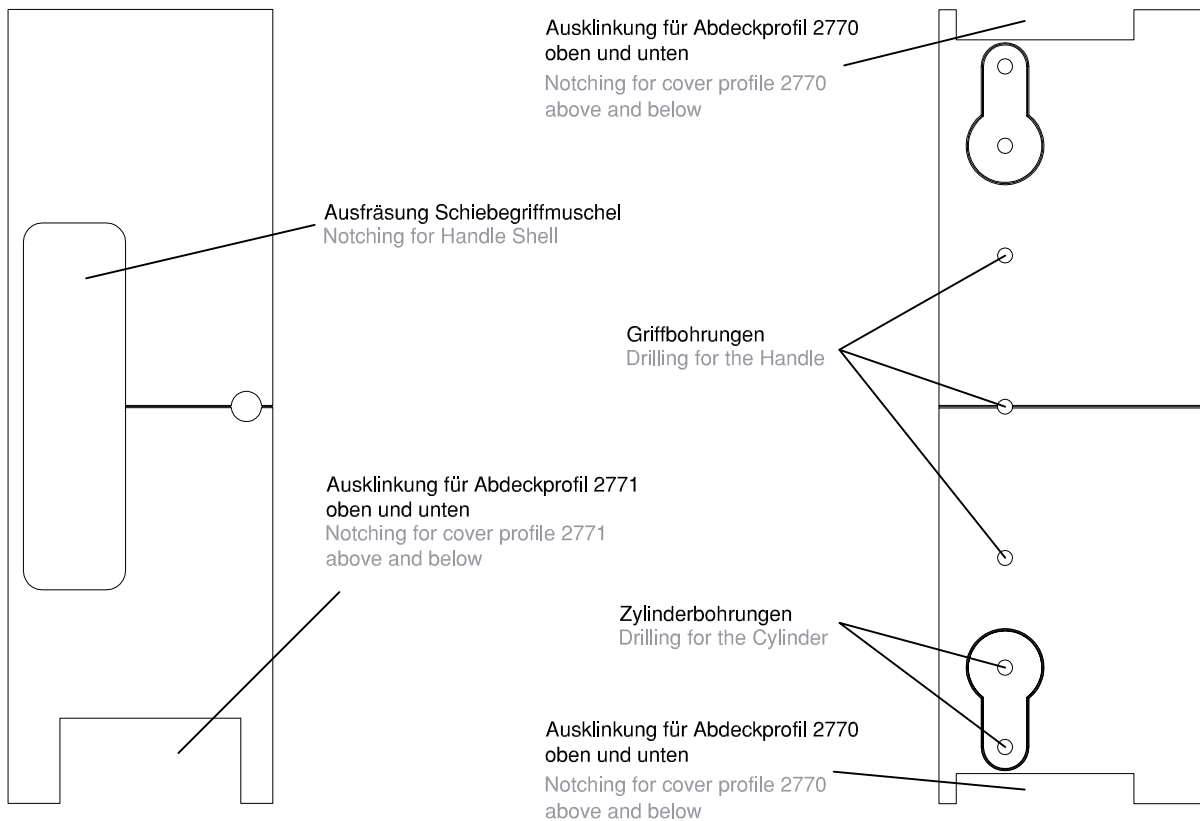 Ausklinkung für Abdeckprofil 2770
oben und unten
Notching for cover profile 2770
above and below
Ausfräsung Schiebegriffmuschel
Notching for Handle Shell
Griffbohrungen
Drilling for the Handle
Ausklinkung für Abdeckprofil 2771
oben und unten
Notching for cover profile 2771
above and below
Zylinderbohrungen
Drilling for the Cylinder
Ausklinkung für Abdeckprofil 2770
oben und unten
Notching for cover profile 2770
above and below